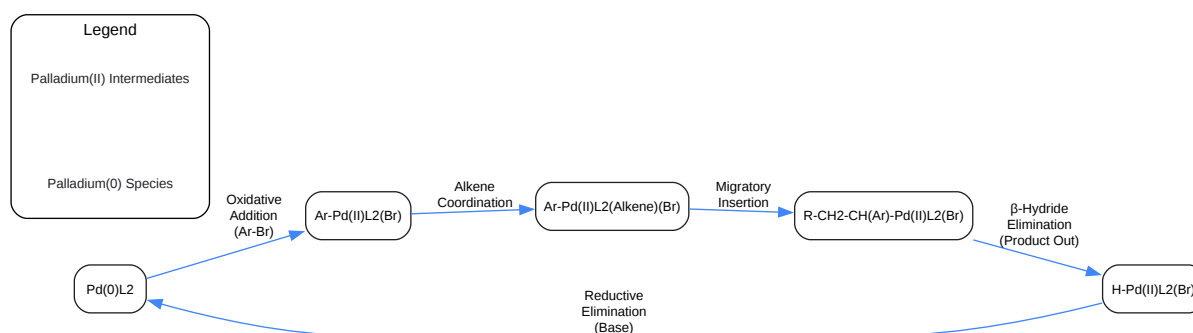 Legend
Palladium(II) Intermediates
Palladium(0) Species
Oxidative
Addition
(Ar-Br)
Alkene
Coordination
Migratory
Insertion
β-Hydride
Elimination
(Product Out)
Pd(0)L2
Ar-Pd(II)L2(Br)
Ar-Pd(II)L2(Alkene)(Br)
R-CH2-CH(Ar)-Pd(II)L2(Br)
H-Pd(II)L2(Br)
Reductive
Elimination
(Base)